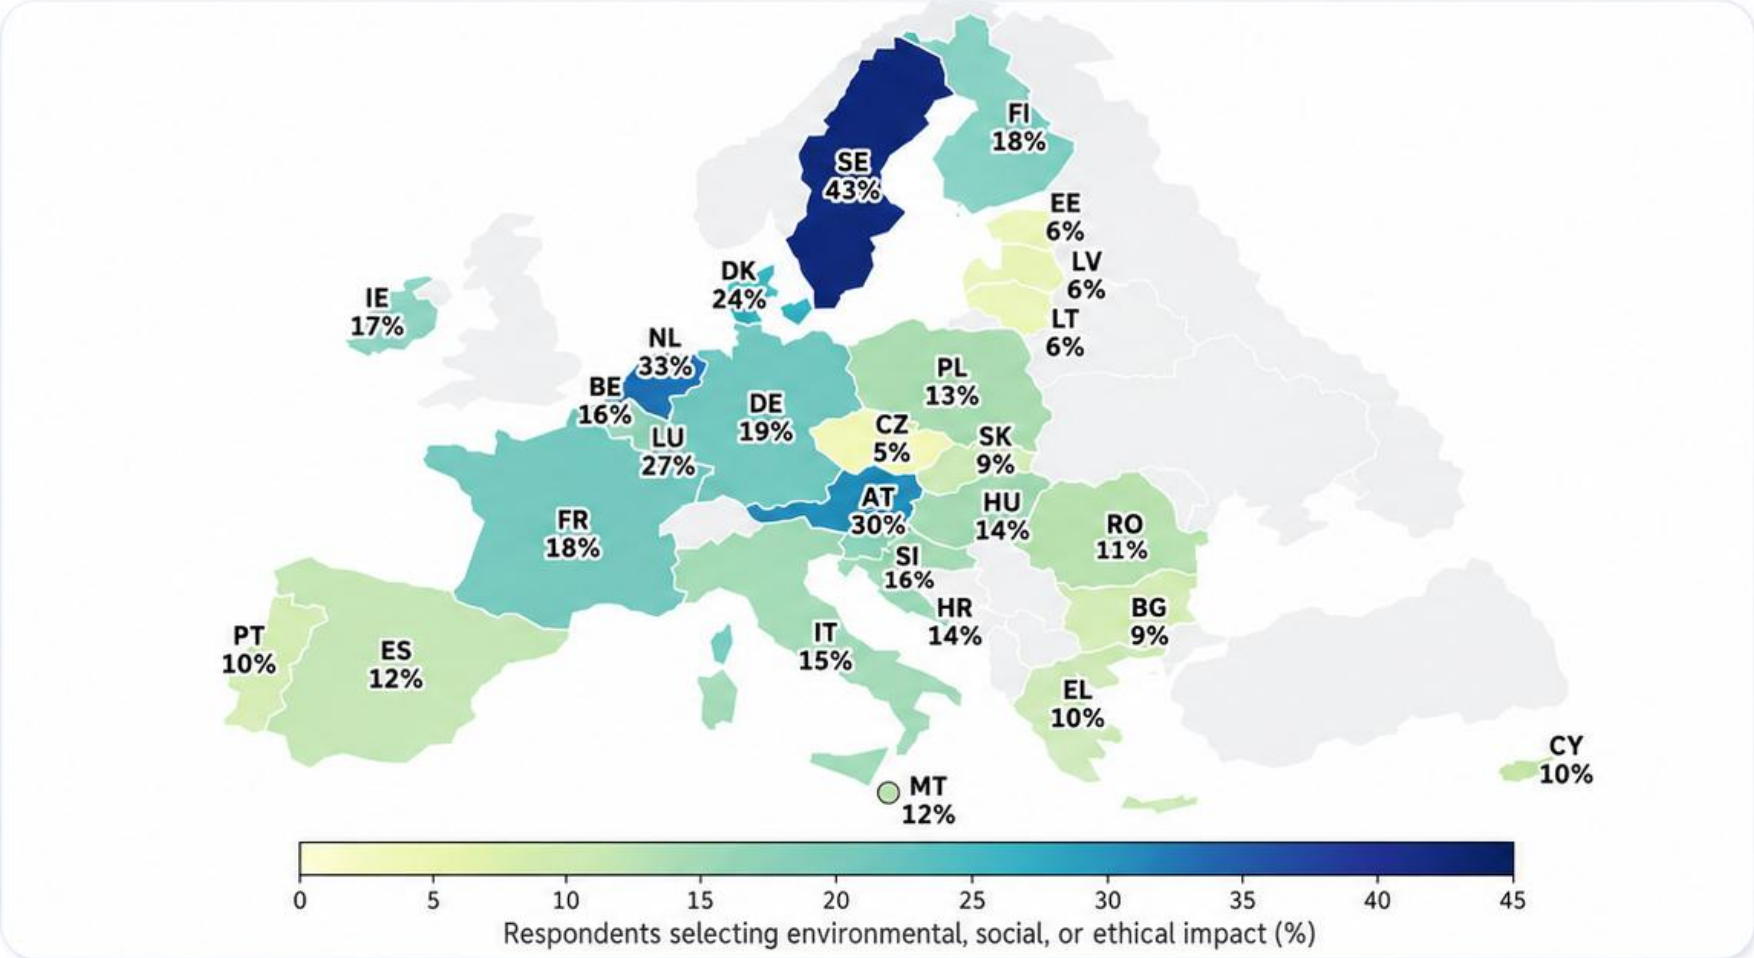 FI
18%
SE
43%
EE
6%
LV
6%
DK
24%
IE
17%
LT
6%
NL
33%
PL
13%
BE
16%
DE
19%
CZ
5%
LU
27%
SK
9%
AT
30%
HU
14%
FR
18%
RO
11%
SI
16%
HR
14%
BG
9%
PT
10%
ES
12%
IT
15%
EL
10%
CY
10%
MT
12%
0 5 10 15 20 25 30 35 40 45
Respondents selecting environmental, social, or ethical impact (%)